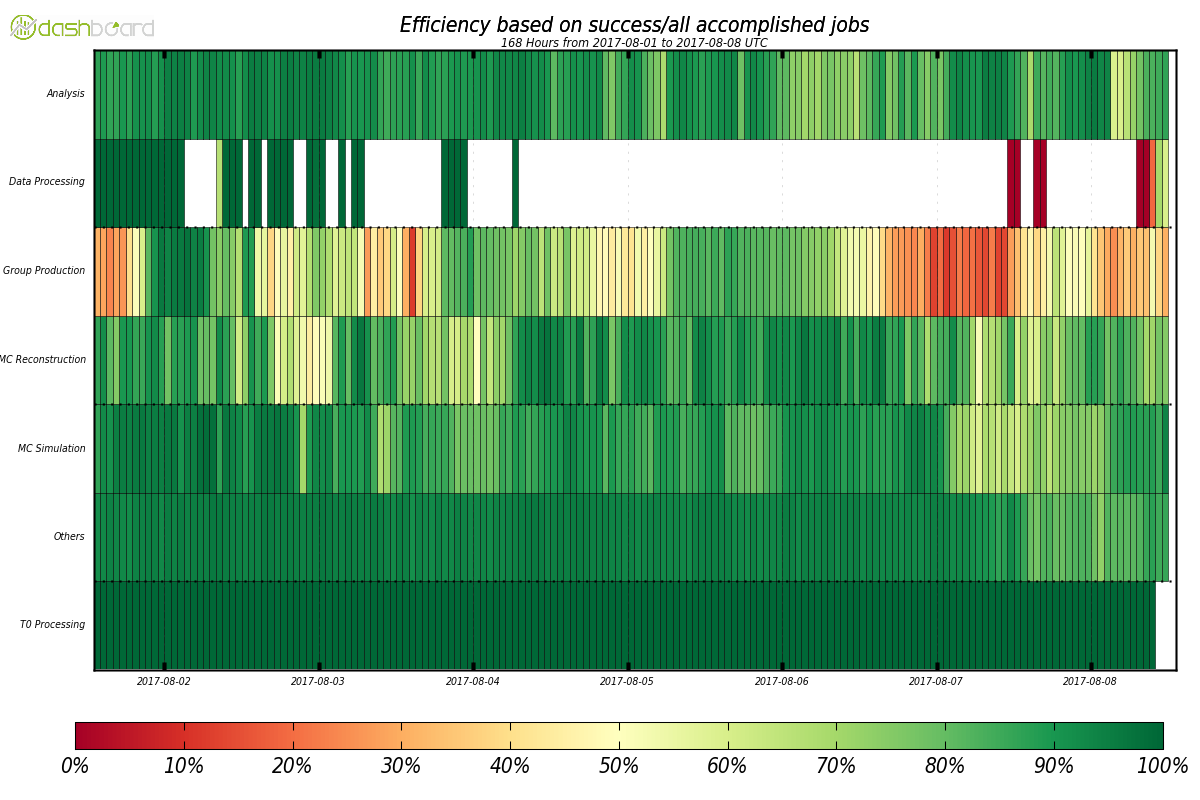 dashboard
Efficiency based on success/all accomplished jobs
168 Hours from 2017-08-01 to 2017-08-08 UTC
Analysis
Data Processing
Group Production
MC Reconstruction
MC Simulation
Others
T0 Processing
2017-08-02 2017-08-03 2017-08-04 2017-08-05 2017-08-06 2017-08-07 2017-08-08
0% 10% 20% 30% 40% 50% 60% 70% 80% 90% 100%